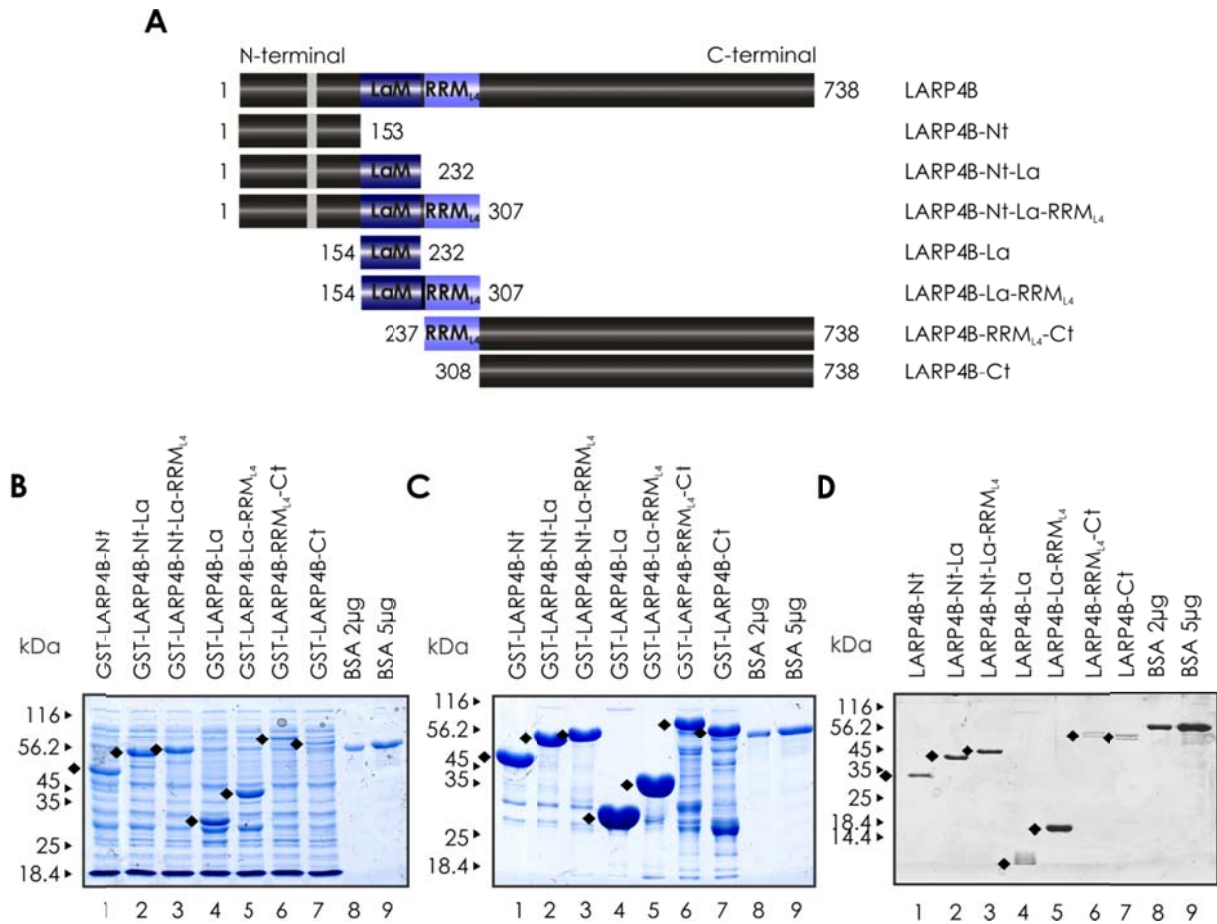 A
N-terminal C-terminal
1 LaM RRML4 738 LARP4B
1 153 LARP4B-Nt
1 LaM 232 LARP4B-Nt-La
1 LaM RRML4 307 LARP4B-Nt-La-RRML4
154 LaM 232 LARP4B-La
154 LaM RRML4 307 LARP4B-La-RRML4
237 RRML4 738 LARP4B-RRML4-Ct
308 738 LARP4B-Ct
B
kDa
GST-LARP4B-Nt
GST-LARP4B-Nt-La
GST-LARP4B-Nt-La-RRML4
GST-LARP4B-La
GST-LARP4B-La-RRML4
GST-LARP4B-RRML4-Ct
GST-LARP4B-Ct
BSA 2µg
BSA 5µg
116
56.2
45
35
25
18.4
1 2 3 4 5 6 7 8 9
C
kDa
GST-LARP4B-Nt
GST-LARP4B-Nt-La
GST-LARP4B-Nt-La-RRML4
GST-LARP4B-La
GST-LARP4B-La-RRML4
GST-LARP4B-RRML4-Ct
GST-LARP4B-Ct
BSA 2µg
BSA 5µg
116
56.2
45
35
25
18.4
1 2 3 4 5 6 7 8 9
D
kDa
LARP4B-Nt
LARP4B-Nt-La
LARP4B-Nt-La-RRML4
LARP4B-La
LARP4B-La-RRML4
LARP4B-RRML4-Ct
LARP4B-Ct
BSA 2µg
BSA 5µg
116
56.2
45
35
25
18.4
14.4
1 2 3 4 5 6 7 8 9